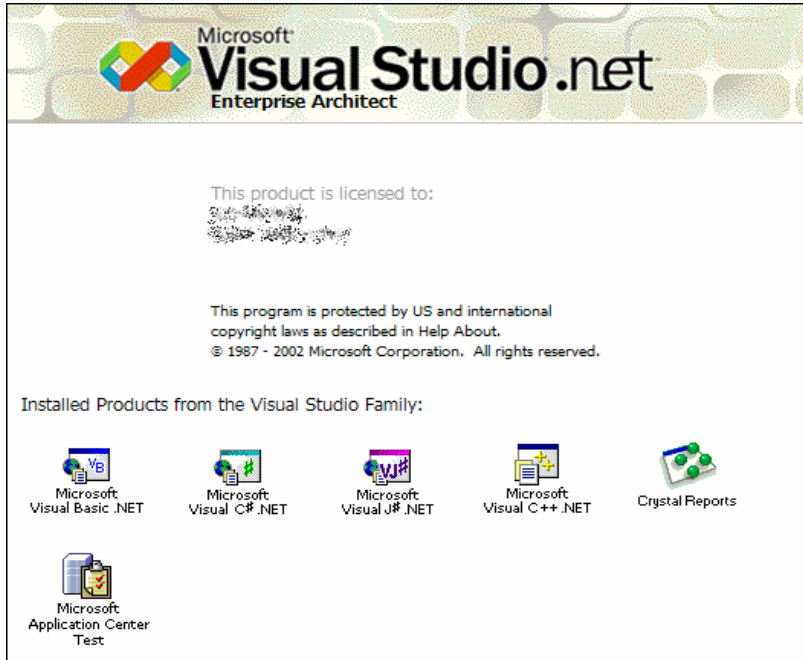 Microsoft
Visual Studio .net
Enterprise Architect
This product is licensed to:
This program is protected by US and international
copyright laws as described in Help About.
© 1987 - 2002 Microsoft Corporation. All rights reserved.
Installed Products from the Visual Studio Family:
Microsoft
Visual Basic .NET
Microsoft
Visual C# .NET
Microsoft
Visual J# .NET
Microsoft
Visual C++ .NET
Crystal Reports
Microsoft
Application Center
Test